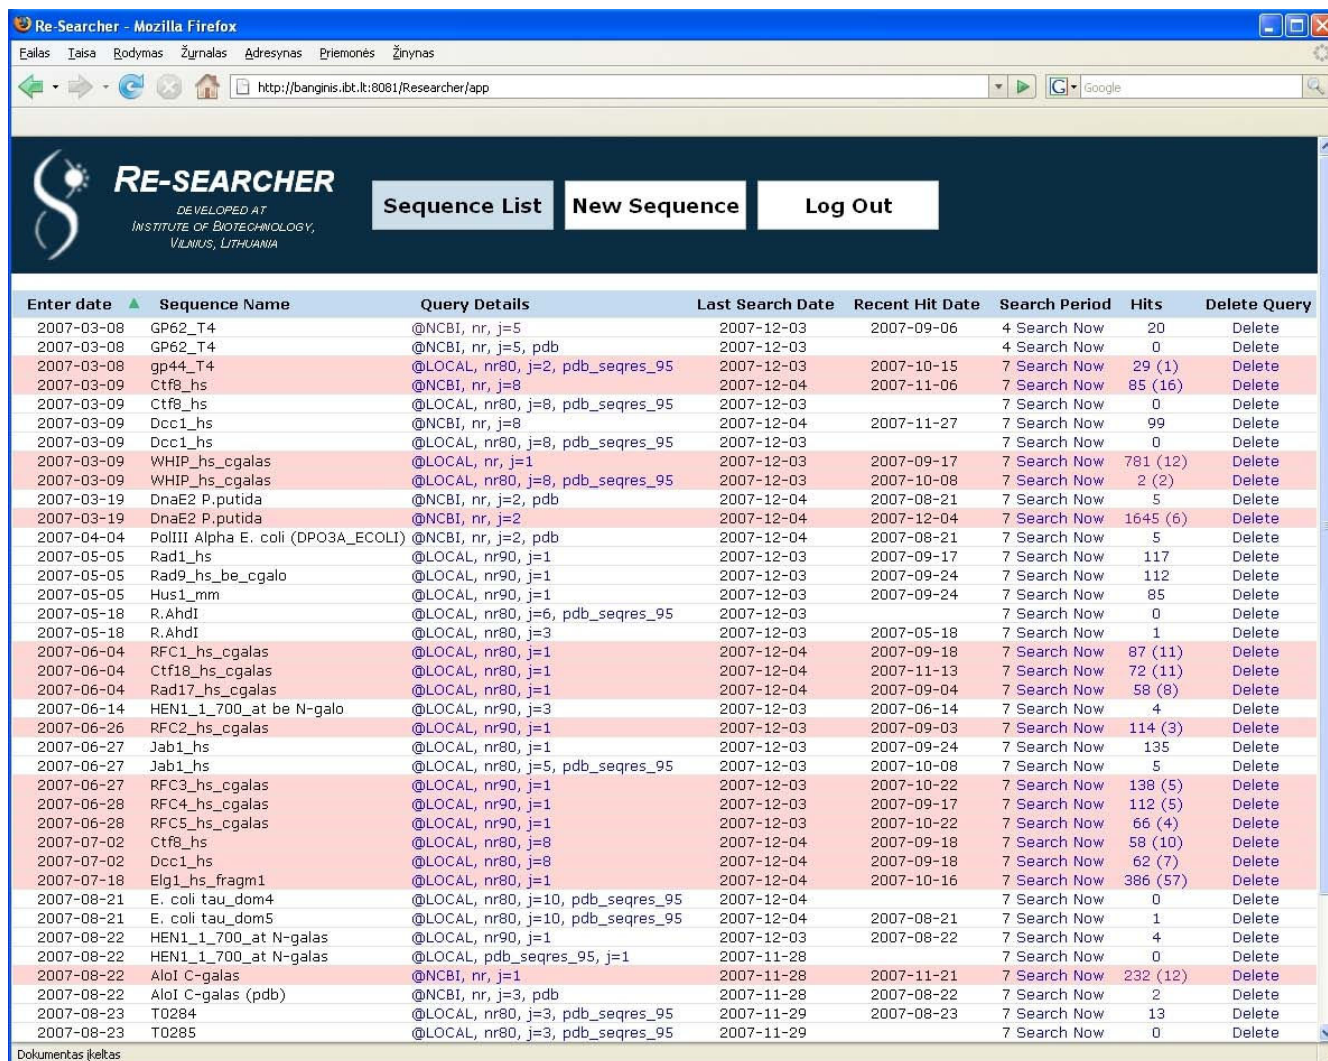 Re-Searcher - Mozilla Firefox
Failas Taisa Rodymas Žurnalas Adresynas Priemonės Žinynas
http://banginis.ibt.lt:8081/Researcher/app G Google
RE-SEARCHER
DEVELOPED AT
INSTITUTE OF BIOTECHNOLOGY,
VILNIUS, LITHUANIA
Sequence List New Sequence Log Out
Enter date Sequence Name Query Details Last Search Date Recent Hit Date Search Period Hits Delete Query
2007-03-08 GP62_T4 @NCBI, nr, j=5 2007-12-03 2007-09-06 4 Search Now 20 Delete
2007-03-08 GP62_T4 @NCBI, nr, j=5, pdb 2007-12-03 4 Search Now 0 Delete
2007-03-08 gp44_T4 @LOCAL, nr80, j=2, pdb_seqres_95 2007-12-03 2007-10-15 7 Search Now 29 (1) Delete
2007-03-09 Ctf8_hs @NCBI, nr, j=8 2007-12-04 2007-11-06 7 Search Now 85 (16) Delete
2007-03-09 Ctf8_hs @LOCAL, nr80, j=8, pdb_seqres_95 2007-12-03 7 Search Now 0 Delete
2007-03-09 Dcc1_hs @NCBI, nr, j=8 2007-12-04 2007-11-27 7 Search Now 99 Delete
2007-03-09 Dcc1_hs @LOCAL, nr80, j=8, pdb_seqres_95 2007-12-03 7 Search Now 0 Delete
2007-03-09 WHIP_hs_cgalas @LOCAL, nr, j=1 2007-12-03 2007-09-17 7 Search Now 781 (12) Delete
2007-03-09 WHIP_hs_cgalas @LOCAL, nr80, j=8, pdb_seqres_95 2007-12-03 2007-10-08 7 Search Now 2 (2) Delete
2007-03-19 DnaE2 P.putida @NCBI, nr, j=2, pdb 2007-12-04 2007-08-21 7 Search Now 5 Delete
2007-03-19 DnaE2 P.putida @NCBI, nr, j=2 2007-12-04 2007-12-04 7 Search Now 1645 (6) Delete
2007-04-04 PolIII Alpha E. coli (DPO3A_ECOLI) @NCBI, nr, j=2, pdb 2007-12-04 2007-08-21 7 Search Now 5 Delete
2007-05-05 Rad1_hs @LOCAL, nr90, j=1 2007-12-03 2007-09-17 7 Search Now 117 Delete
2007-05-05 Rad9_hs_be_cgalo @LOCAL, nr90, j=1 2007-12-03 2007-09-24 7 Search Now 112 Delete
2007-05-05 Hus1_mm @LOCAL, nr90, j=1 2007-12-03 2007-09-24 7 Search Now 85 Delete
2007-05-18 R.AhdI @LOCAL, nr80, j=6, pdb_seqres_95 2007-12-03 7 Search Now 0 Delete
2007-05-18 R.AhdI @LOCAL, nr80, j=3 2007-12-03 2007-05-18 7 Search Now 1 Delete
2007-06-04 RFC1_hs_cgalas @LOCAL, nr80, j=1 2007-12-04 2007-09-18 7 Search Now 87 (11) Delete
2007-06-04 Ctf18_hs_cgalas @LOCAL, nr80, j=1 2007-12-04 2007-11-13 7 Search Now 72 (11) Delete
2007-06-04 Rad17_hs_cgalas @LOCAL, nr80, j=1 2007-12-04 2007-09-04 7 Search Now 58 (8) Delete
2007-06-14 HEN1_1_700_at be N-galo @LOCAL, nr90, j=3 2007-12-03 2007-06-14 7 Search Now 4 Delete
2007-06-26 RFC2_hs_cgalas @LOCAL, nr90, j=1 2007-12-03 2007-09-03 7 Search Now 114 (3) Delete
2007-06-27 Jab1_hs @LOCAL, nr80, j=1 2007-12-03 2007-09-24 7 Search Now 135 Delete
2007-06-27 Jab1_hs @LOCAL, nr80, j=5, pdb_seqres_95 2007-12-03 2007-10-08 7 Search Now 5 Delete
2007-06-27 RFC3_hs_cgalas @LOCAL, nr90, j=1 2007-12-03 2007-10-22 7 Search Now 138 (5) Delete
2007-06-28 RFC4_hs_cgalas @LOCAL, nr90, j=1 2007-12-03 2007-09-17 7 Search Now 112 (5) Delete
2007-06-28 RFC5_hs_cgalas @LOCAL, nr90, j=1 2007-12-03 2007-10-22 7 Search Now 66 (4) Delete
2007-07-02 Ctf8_hs @LOCAL, nr80, j=8 2007-12-04 2007-09-18 7 Search Now 58 (10) Delete
2007-07-02 Dcc1_hs @LOCAL, nr80, j=8 2007-12-04 2007-09-18 7 Search Now 62 (7) Delete
2007-07-18 Elg1_hs_fragm1 @LOCAL, nr80, j=1 2007-12-04 2007-10-16 7 Search Now 386 (57) Delete
2007-08-21 E. coli tau_dom4 @LOCAL, nr80, j=10, pdb_seqres_95 2007-12-04 7 Search Now 0 Delete
2007-08-21 E. coli tau_dom5 @LOCAL, nr80, j=10, pdb_seqres_95 2007-12-04 2007-08-21 7 Search Now 1 Delete
2007-08-22 HEN1_1_700_at N-galas @LOCAL, nr90, j=1 2007-12-03 2007-08-22 7 Search Now 4 Delete
2007-08-22 HEN1_1_700_at N-galas @LOCAL, pdb_seqres_95, j=1 2007-11-28 7 Search Now 0 Delete
2007-08-22 AloI C-galas @NCBI, nr, j=1 2007-11-28 2007-11-21 7 Search Now 232 (12) Delete
2007-08-22 AloI C-galas (pdb) @NCBI, nr, j=3, pdb 2007-11-28 2007-08-22 7 Search Now 2 Delete
2007-08-23 T0284 @LOCAL, nr80, j=3, pdb_seqres_95 2007-11-29 2007-08-23 7 Search Now 13 Delete
2007-08-23 T0285 @LOCAL, nr80, j=3, pdb_seqres_95 2007-11-29 7 Search Now 0 Delete
Dokumentas įkeltas